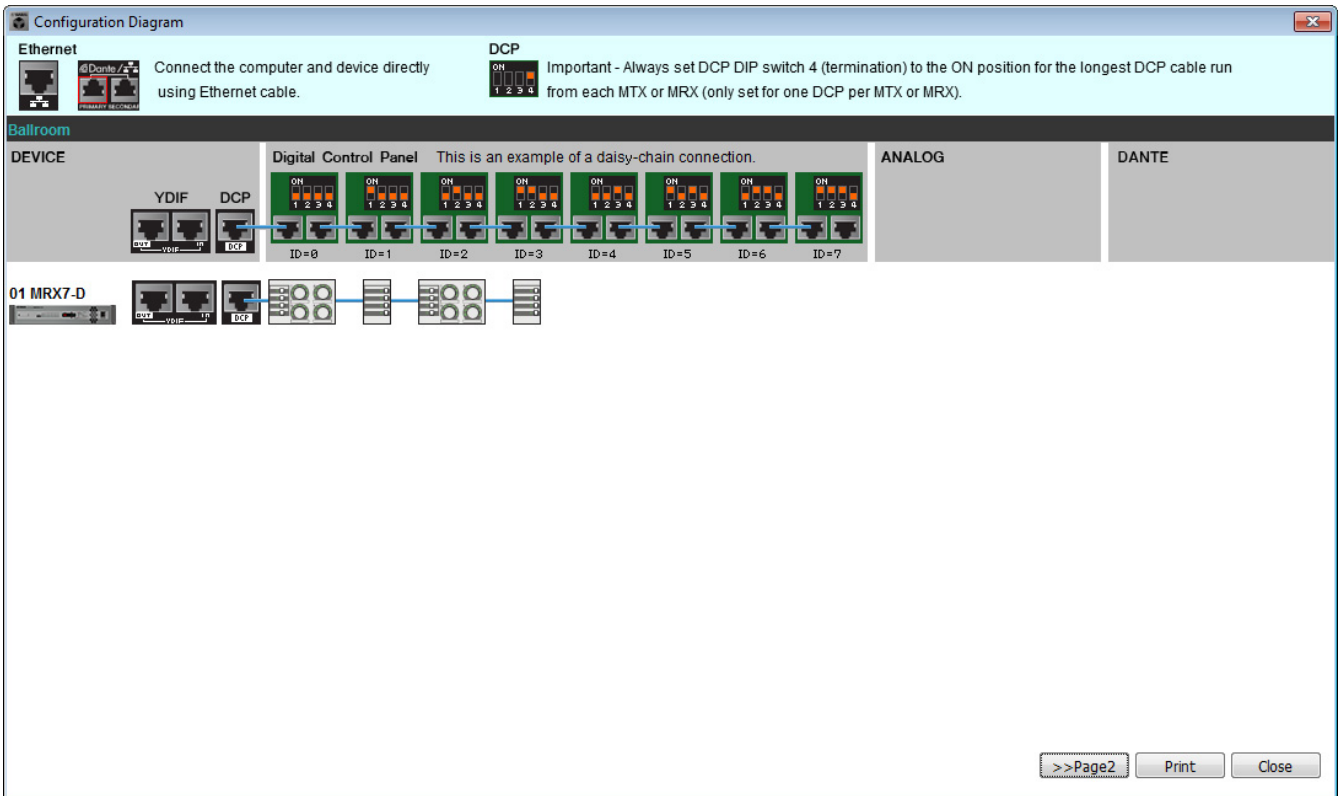 Configuration Diagram
Ethernet
Dante/
PRIMARY SECONDAR
Connect the computer and device directly
using Ethernet cable.
DCP
ON
1 2 3 4
Important - Always set DCP DIP switch 4 (termination) to the ON position for the longest DCP cable run
from each MTX or MRX (only set for one DCP per MTX or MRX).
Ballroom
DEVICE
YDIF DCP
OUT YDIF IN DCP
Digital Control Panel This is an example of a daisy-chain connection.
ON ON ON ON ON ON ON ON
1 2 3 4 1 2 3 4 1 2 3 4 1 2 3 4 1 2 3 4 1 2 3 4 1 2 3 4 1 2 3 4
ID=0 ID=1 ID=2 ID=3 ID=4 ID=5 ID=6 ID=7
ANALOG
DANTE
01 MRX7-D
OUT YDIF IN DCP
>>Page2 Print Close